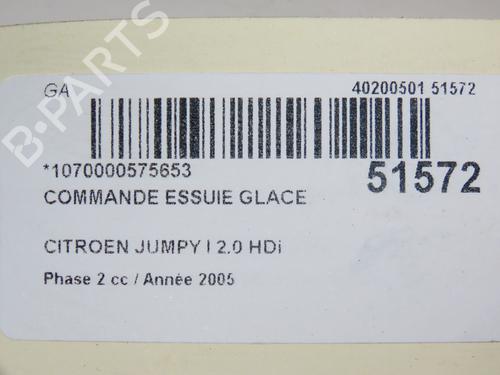 B-PARTS
GA
40200501 51572
*1070000575653
51572
COMMANDE ESSUIE GLACE
CITROEN JUMPY I 2.0 HDi
Phase 2 cc / Année 2005